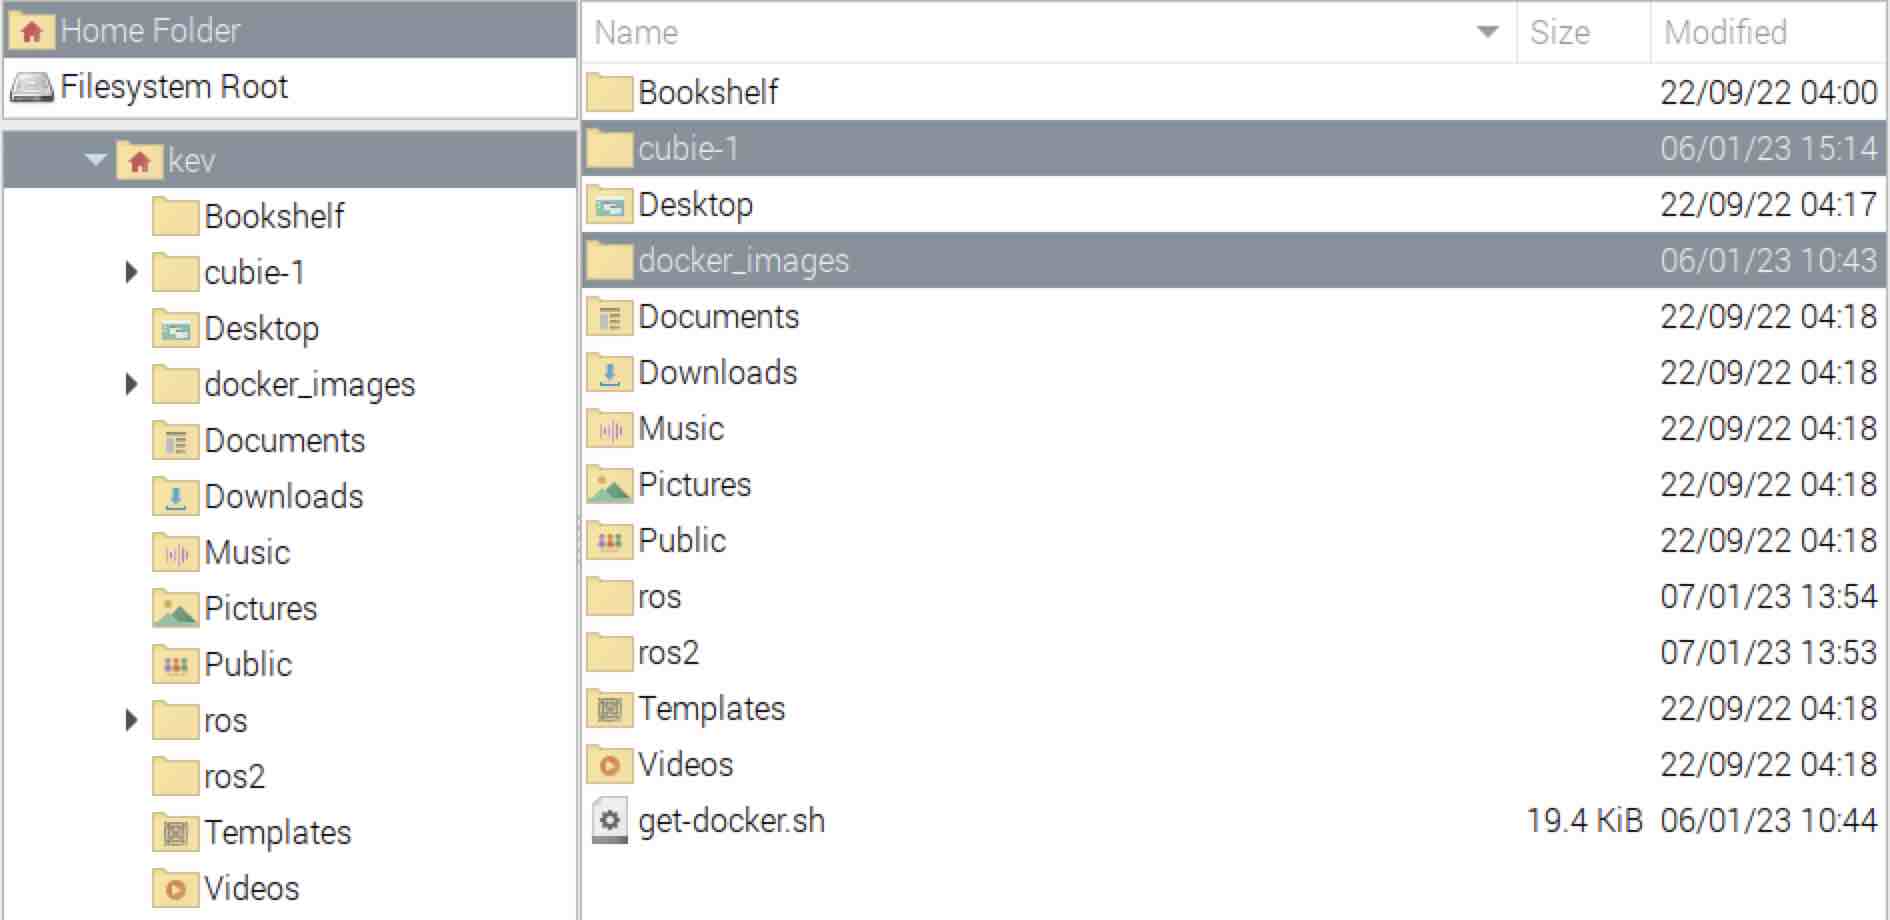 Home Folder
Filesystem Root
kev
Bookshelf
cubie-1
Desktop
docker_images
Documents
Downloads
Music
Pictures
Public
ros
ros2
Templates
Videos
Name Size Modified
Bookshelf 22/09/22 04:00
cubie-1 06/01/23 15:14
Desktop 22/09/22 04:17
docker_images 06/01/23 10:43
Documents 22/09/22 04:18
Downloads 22/09/22 04:18
Music 22/09/22 04:18
Pictures 22/09/22 04:18
Public 22/09/22 04:18
ros 07/01/23 13:54
ros2 07/01/23 13:53
Templates 22/09/22 04:18
Videos 22/09/22 04:18
get-docker.sh 19.4 KiB 06/01/23 10:44